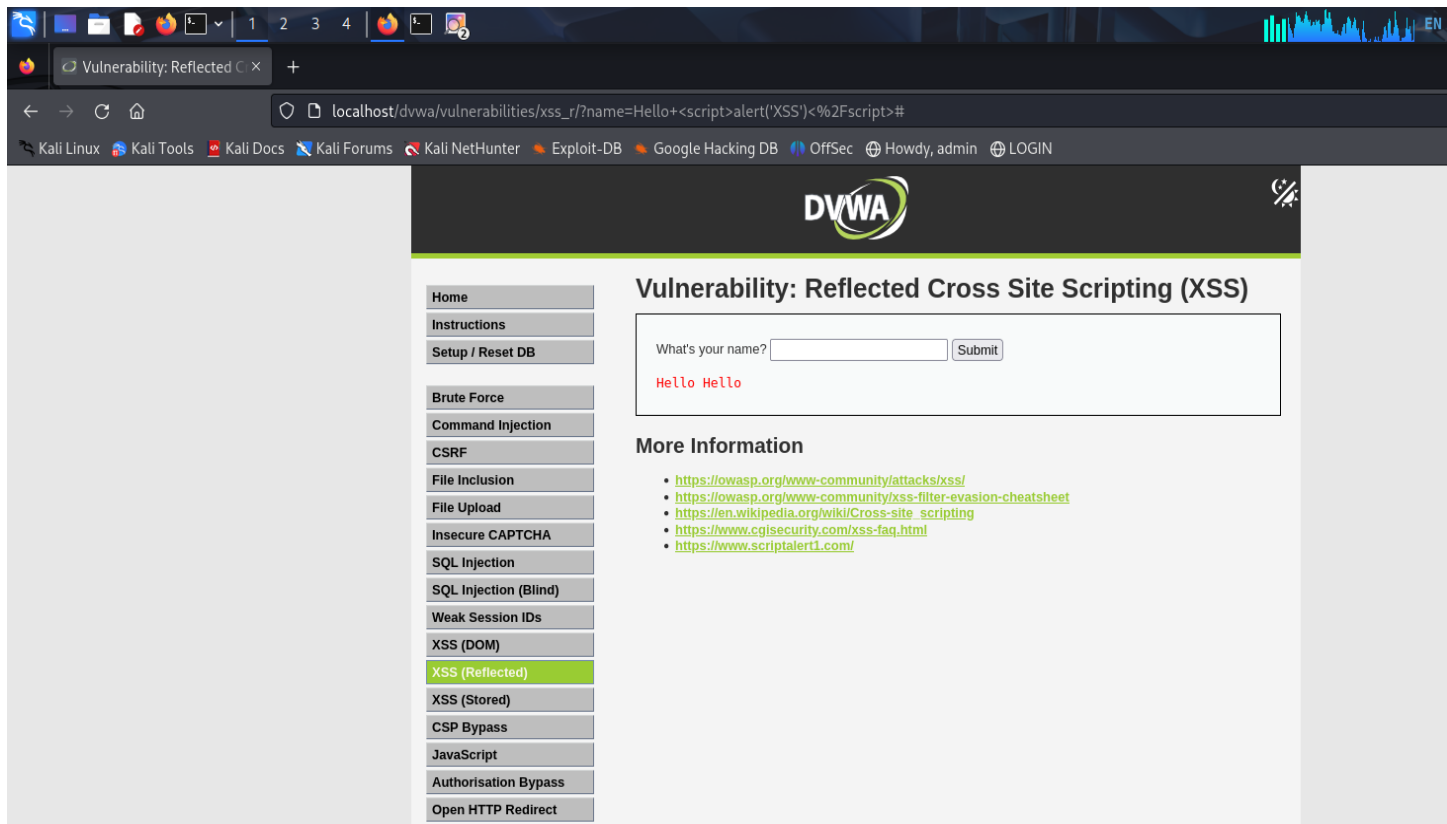 1 2 3 4 2 EN
Vulnerability: Reflected C
localhost/dvwa/vulnerabilities/xss_r/?name=Hello+<script>alert('XSS')<%2Fscript>#
Kali Linux Kali Tools Kali Docs Kali Forums Kali NetHunter Exploit-DB Google Hacking DB OffSec Howdy, admin LOGIN
DVWA
Vulnerability: Reflected Cross Site Scripting (XSS)
Home
Instructions
Setup / Reset DB
Brute Force
Command Injection
CSRF
File Inclusion
File Upload
Insecure CAPTCHA
SQL Injection
SQL Injection (Blind)
Weak Session IDs
XSS (DOM)
XSS (Reflected)
XSS (Stored)
CSP Bypass
JavaScript
Authorisation Bypass
Open HTTP Redirect
What's your name? Submit
Hello Hello
More Information
https://owasp.org/www-community/attacks/xss/
https://owasp.org/www-community/xss-filter-evasion-cheatsheet
https://en.wikipedia.org/wiki/Cross-site_scripting
https://www.cgisecurity.com/xss-faq.html
https://www.scriptalert1.com/